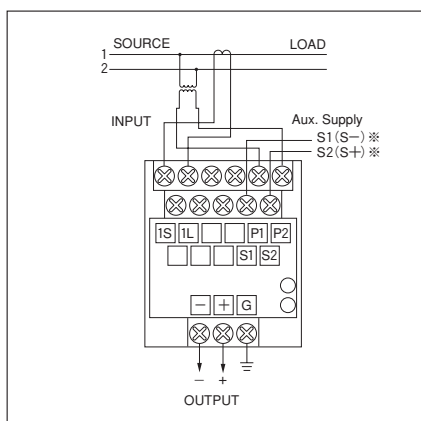 SOURCE LOAD
1
2
INPUT
Aux. Supply
S1(S−)※
S2(S+)※
1S 1L P1 P2
S1 S2
− + G
− +
OUTPUT